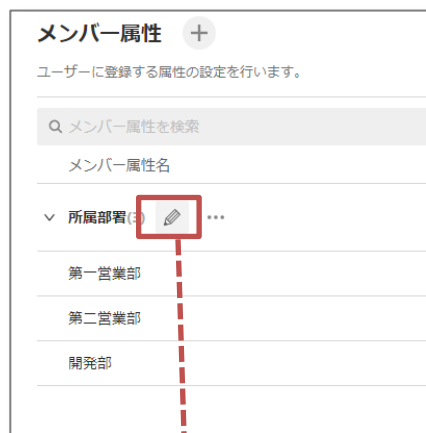 メンバー属性
ユーザーに登録する属性の設定を行います。
メンバー属性を検索
メンバー属性名
所属部署(3)
第一営業部
第二営業部
開発部